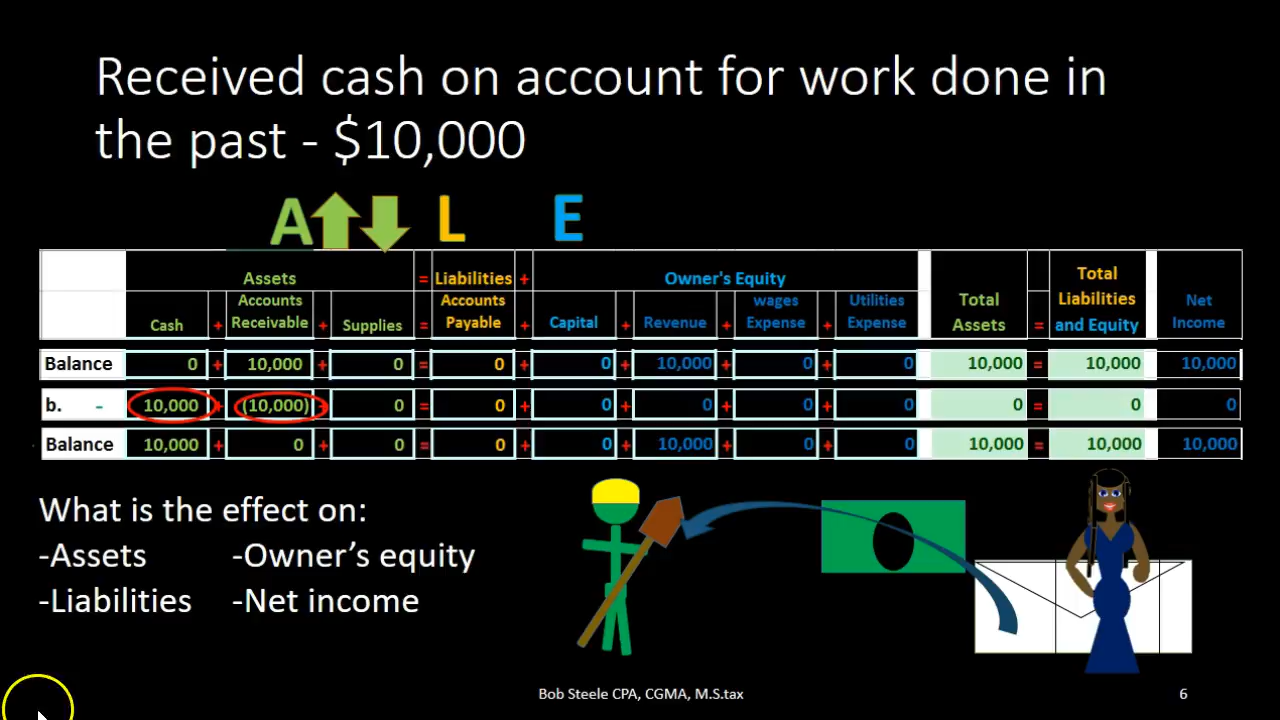 Received cash on account for work done in
the past - $10,000
A L E
Assets = Liabilities + Owner's Equity Total
Accounts Accounts wages Utilities Total Liabilities Net
Cash + Receivable + Supplies = Payable + Capital + Revenue + Expense + Expense Assets = and Equity Income
Balance 0 + 10,000 + 0 = 0 + 0 + 10,000 + 0 + 0 10,000 = 10,000 10,000
b. - 10,000 + (10,000) + 0 = 0 + 0 + 0 + 0 + 0 0 = 0 0
Balance 10,000 + 0 + 0 = 0 + 0 + 10,000 + 0 + 0 10,000 = 10,000 10,000
What is the effect on:
-Assets -Owner’s equity
-Liabilities -Net income
Bob Steele CPA, CGMA, M.S.tax 6